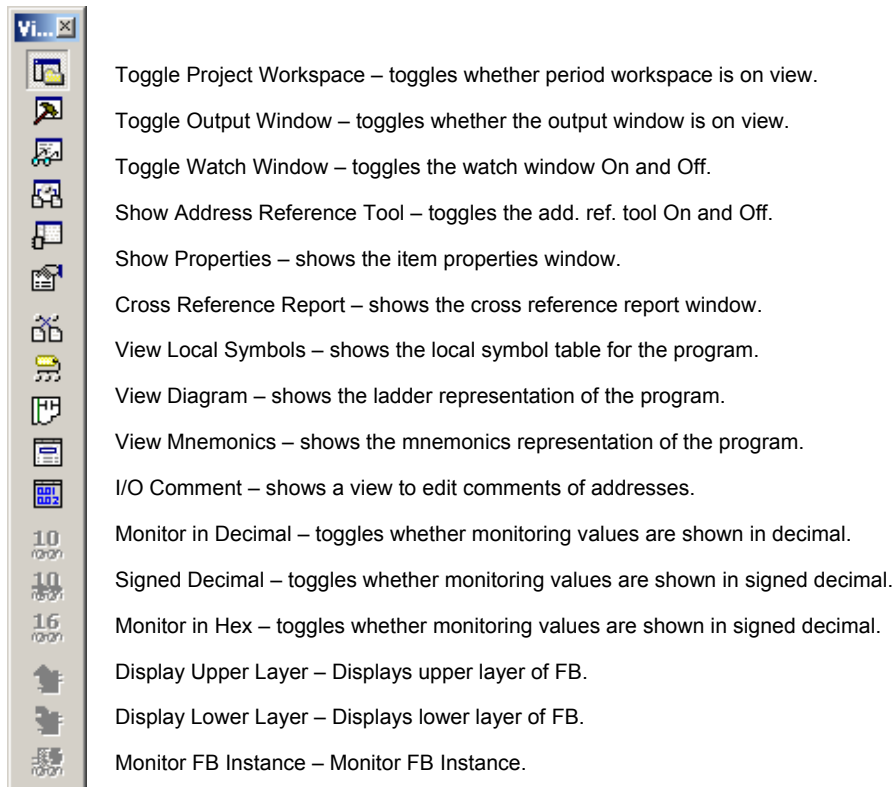 Vi...
Toggle Project Workspace – toggles whether period workspace is on view.
Toggle Output Window – toggles whether the output window is on view.
Toggle Watch Window – toggles the watch window On and Off.
Show Address Reference Tool – toggles the add. ref. tool On and Off.
Show Properties – shows the item properties window.
Cross Reference Report – shows the cross reference report window.
View Local Symbols – shows the local symbol table for the program.
View Diagram – shows the ladder representation of the program.
View Mnemonics – shows the mnemonics representation of the program.
I/O Comment – shows a view to edit comments of addresses.
10
Monitor in Decimal – toggles whether monitoring values are shown in decimal.
10
Signed Decimal – toggles whether monitoring values are shown in signed decimal.
16
Monitor in Hex – toggles whether monitoring values are shown in signed decimal.
Display Upper Layer – Displays upper layer of FB.
Display Lower Layer – Displays lower layer of FB.
Monitor FB Instance – Monitor FB Instance.